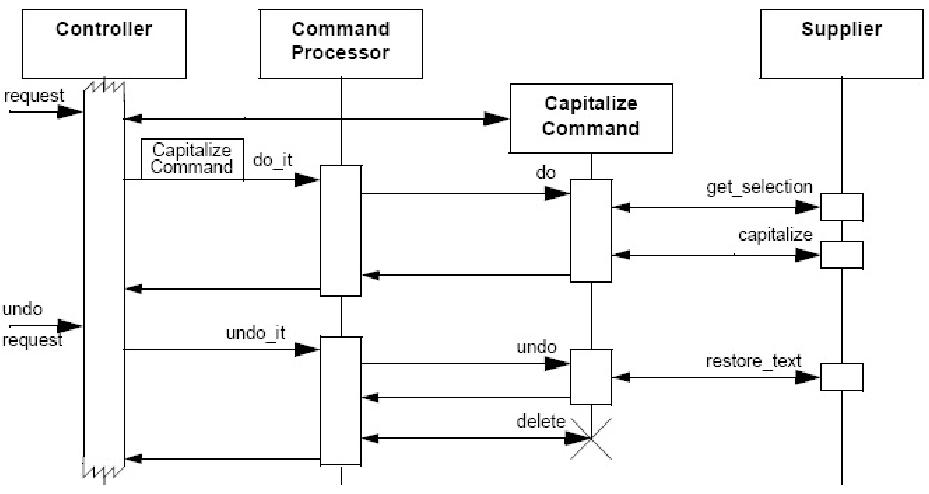 Controller
Command
Processor
Supplier
request
Capitalize
Command
Capitalize
Command
do_it
do
get_selection
capitalize
undo
request
undo_it
undo
restore_text
delete